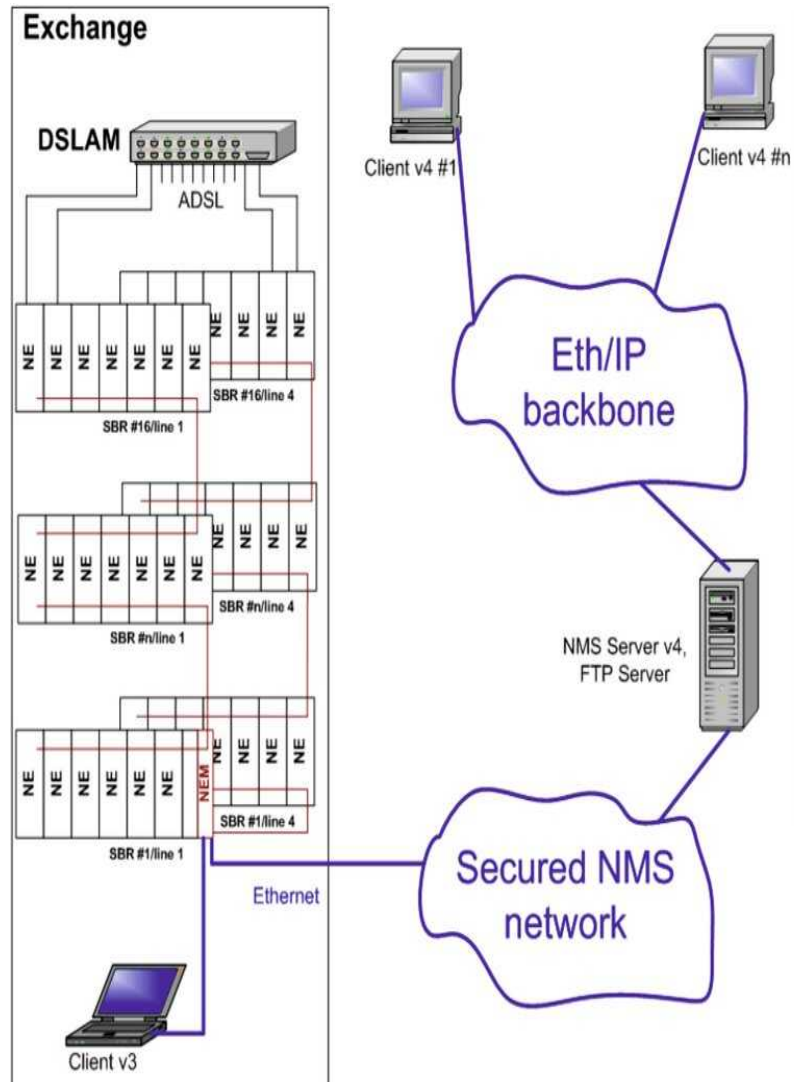 Exchange
DSLAM
ADSL
NE NE NE NE
NE NE NE NE NE NE NE
SBR #16/line 4
SBR #16/line 1
NE NE NE NE
NE NE NE NE NE NE NE
SBR #n/line 4
SBR #n/line 1
NE NE NE NE
NE NE NE NE NE NE NEM
SBR #1/line 4
SBR #1/line 1
Ethernet
Client v3
Client v4 #1
Client v4 #n
Eth/IP
backbone
NMS Server v4,
FTP Server
Secured NMS
network